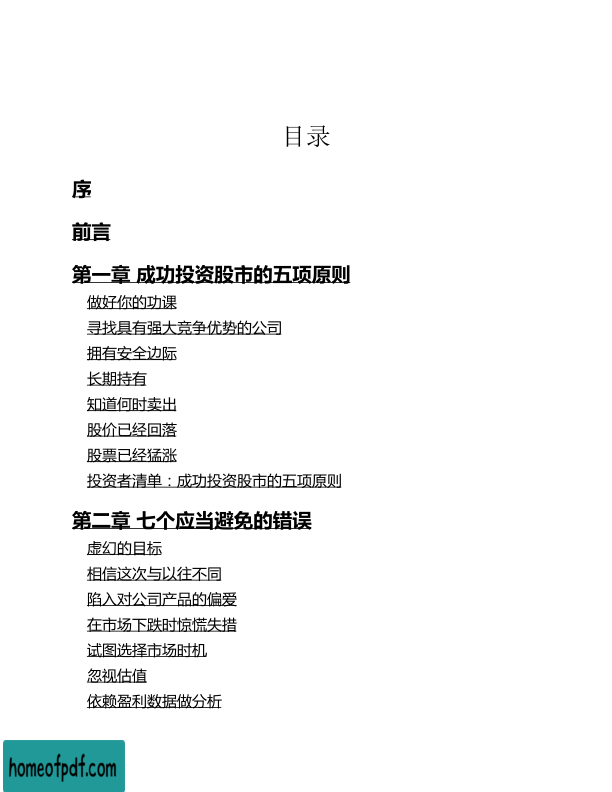 目录
序
前言
第一章 成功投资股市的五项原则
做好你的功课
寻找具有强大竞争优势的公司
拥有安全边际
长期持有
知道何时卖出
股价已经回落
股票已经猛涨
投资者清单：成功投资股市的五项原则
第二章 七个应当避免的错误
虚幻的目标
相信这次与以往不同
陷入对公司产品的偏爱
在市场下跌时惊慌失措
试图选择市场时机
忽视估值
依赖盈利数据做分析
homeofpdf.com